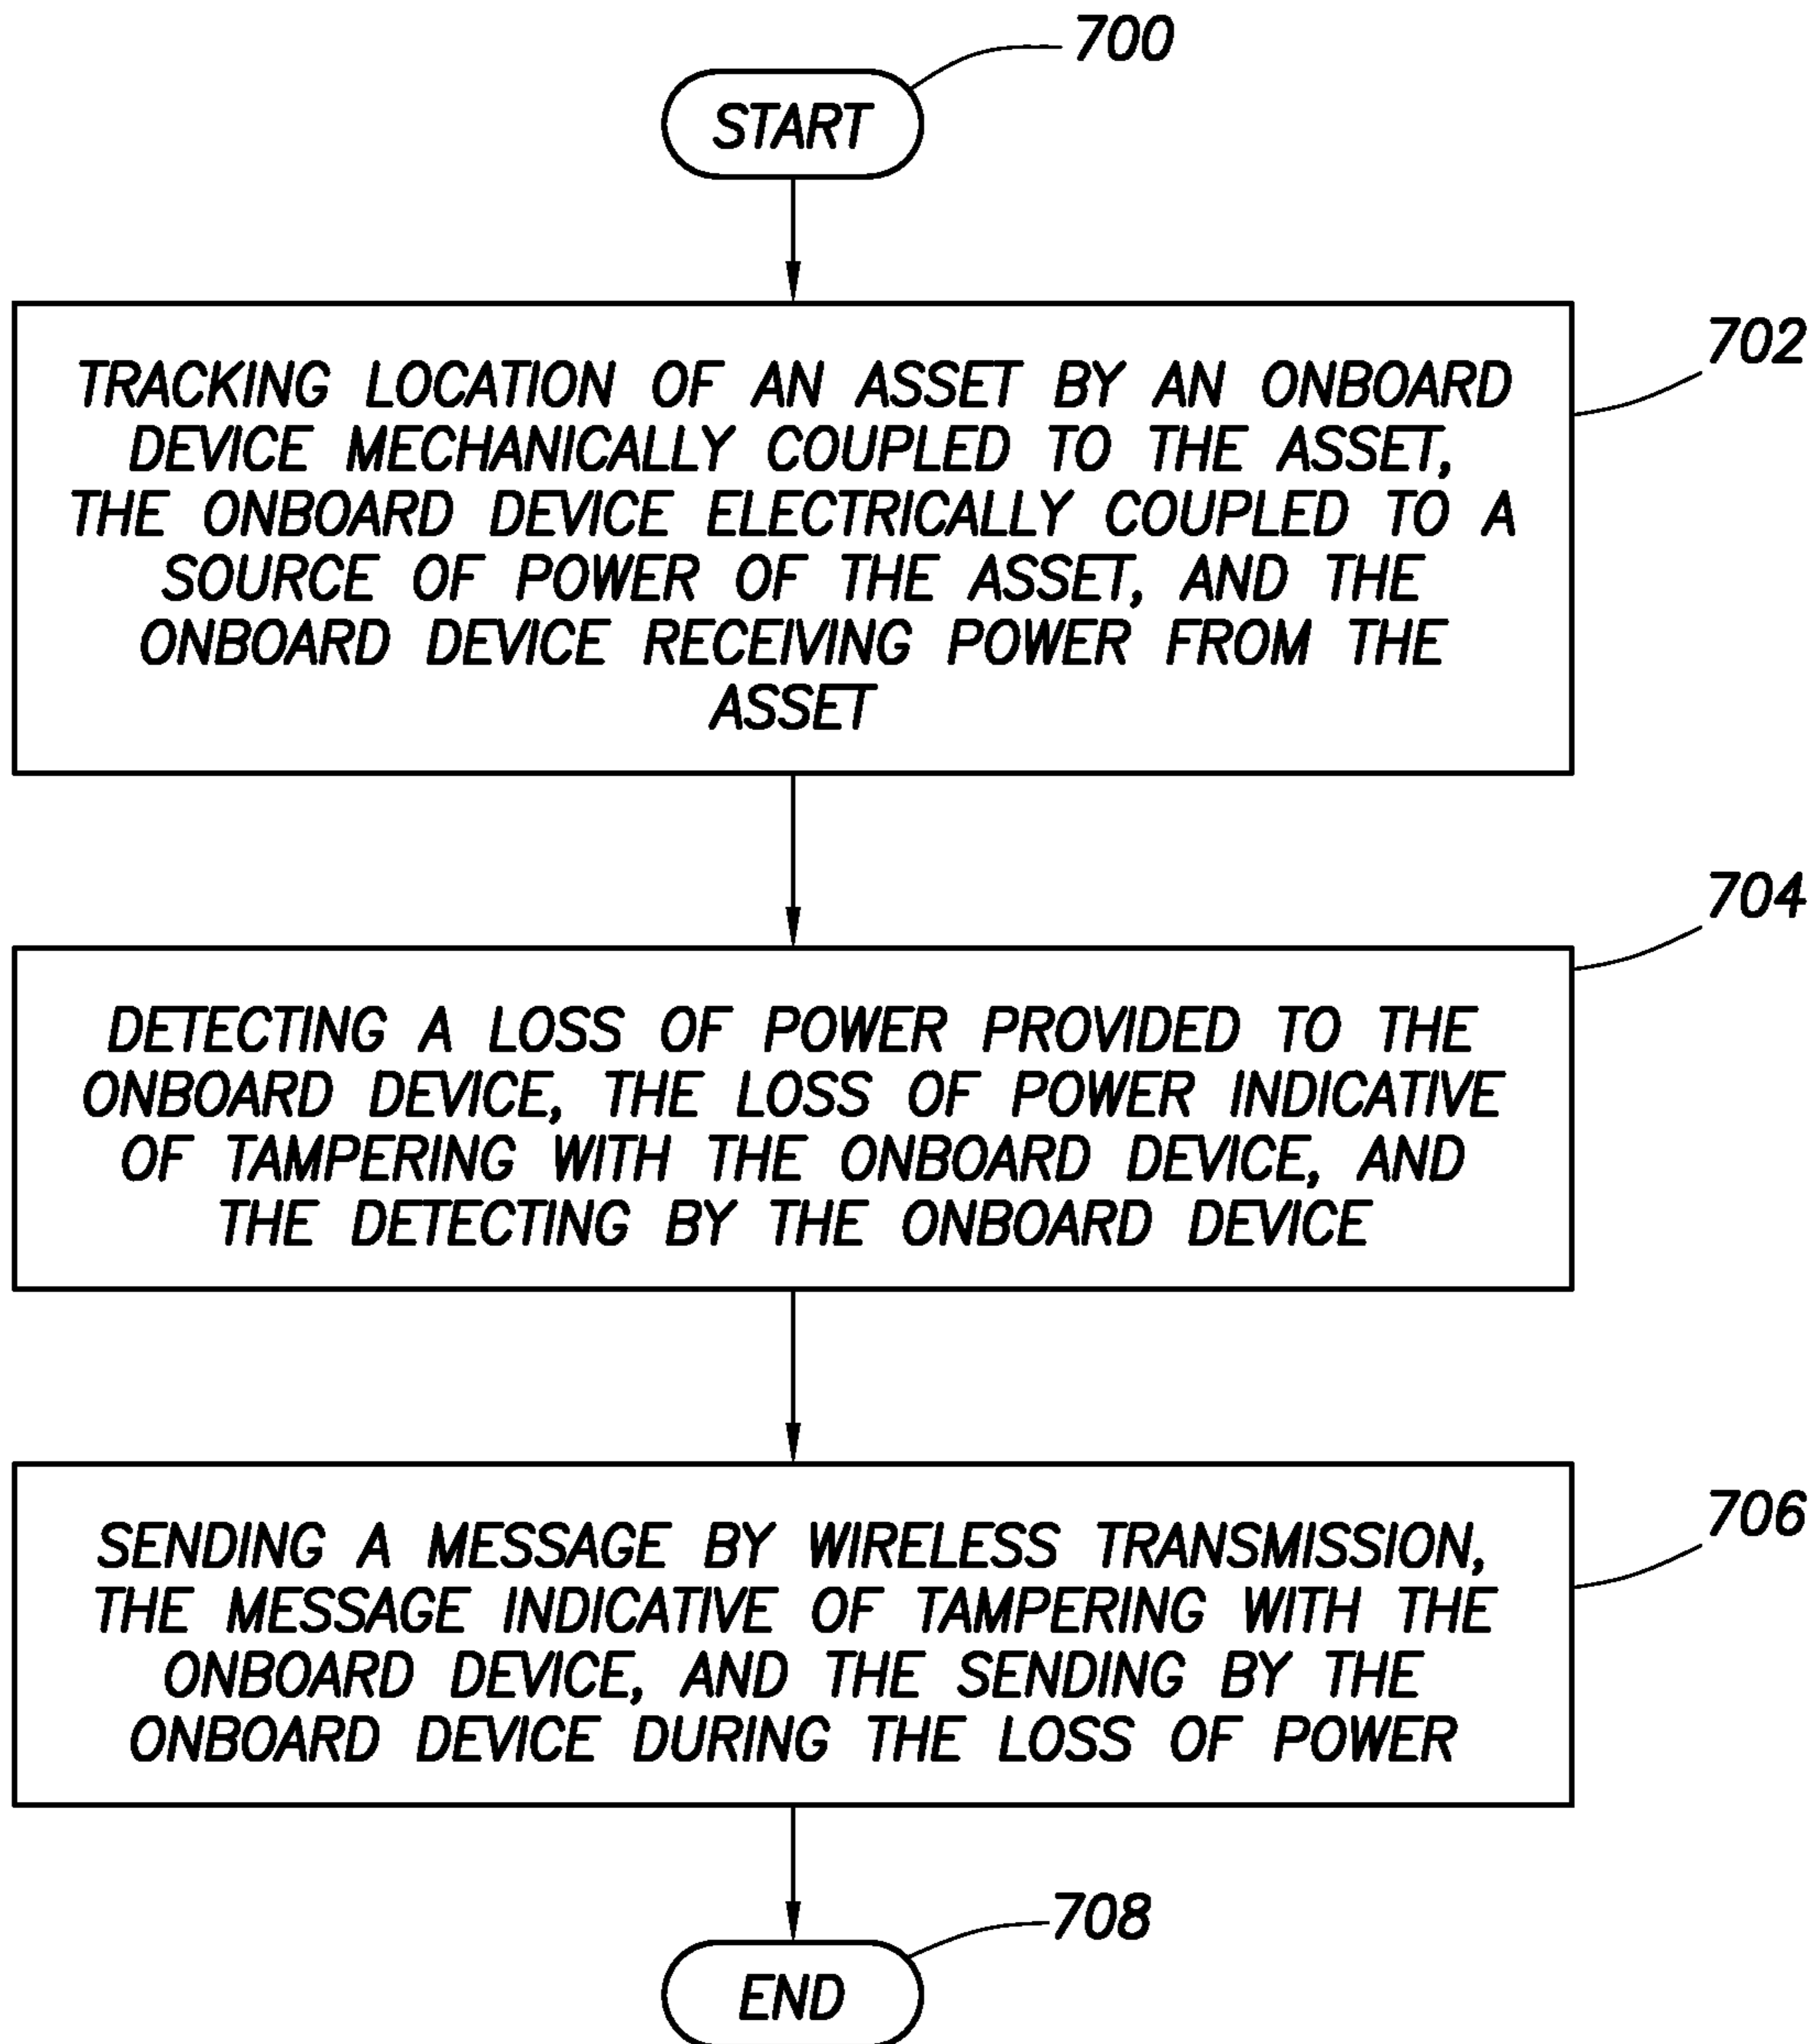 700
START
702
TRACKING LOCATION OF AN ASSET BY AN ONBOARD
DEVICE MECHANICALLY COUPLED TO THE ASSET,
THE ONBOARD DEVICE ELECTRICALLY COUPLED TO A
SOURCE OF POWER OF THE ASSET, AND THE
ONBOARD DEVICE RECEIVING POWER FROM THE
ASSET
704
DETECTING A LOSS OF POWER PROVIDED TO THE
ONBOARD DEVICE, THE LOSS OF POWER INDICATIVE
OF TAMPERING WITH THE ONBOARD DEVICE, AND
THE DETECTING BY THE ONBOARD DEVICE
706
SENDING A MESSAGE BY WIRELESS TRANSMISSION,
THE MESSAGE INDICATIVE OF TAMPERING WITH THE
ONBOARD DEVICE, AND THE SENDING BY THE
ONBOARD DEVICE DURING THE LOSS OF POWER
708
END